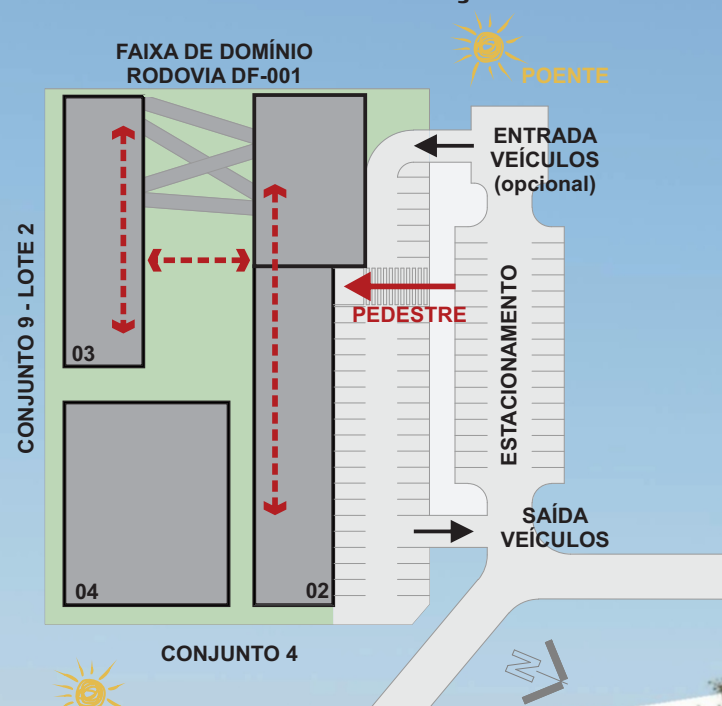 FAIXA DE DOMÍNIO
RODOVIA DF-001
POENTE
ENTRADA
VEÍCULOS
(opcional)
CONJUNTO 9 - LOTE 2
PEDESTRE
ESTACIONAMENTO
03
04
02
SAÍDA
VEÍCULOS
CONJUNTO 4
N